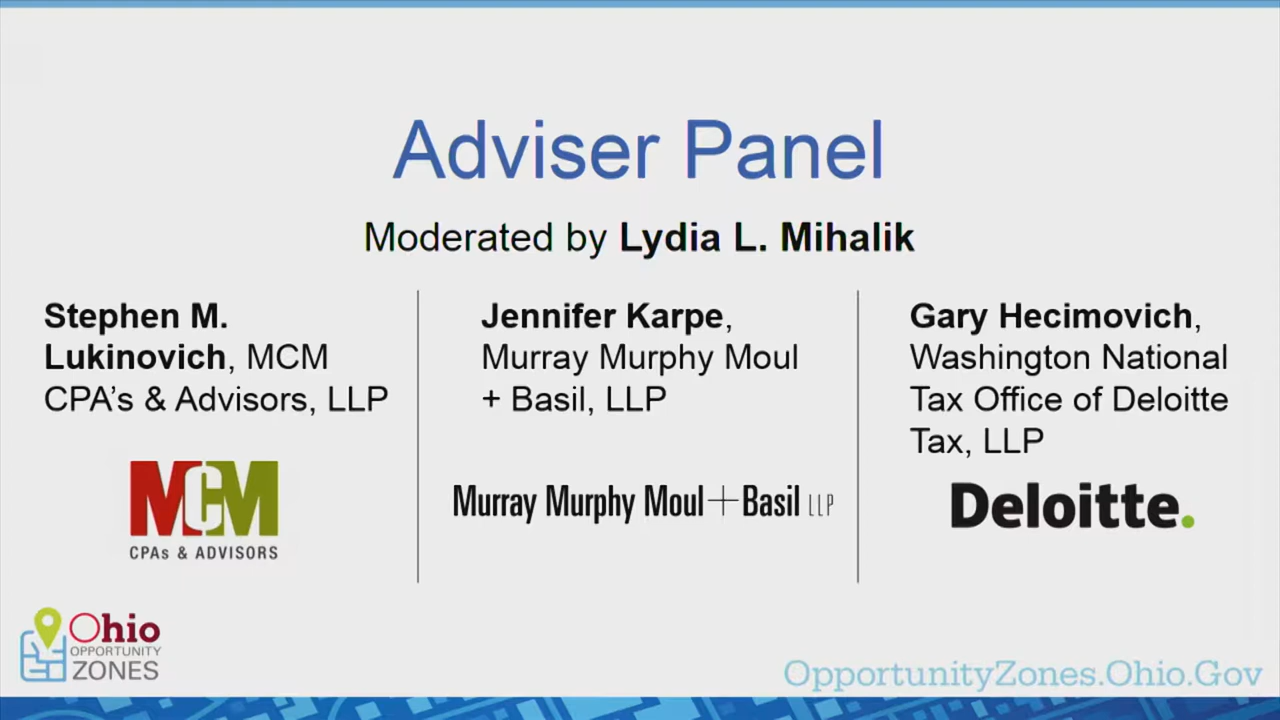 Adviser Panel
Moderated by Lydia L. Mihalik
Stephen M.
Lukinovich, MCM
CPA's & Advisors, LLP
MCM
CPAs & ADVISORS
Jennifer Karpe,
Murray Murphy Moul
+ Basil, LLP
Murray Murphy Moul+Basil LLP
Gary Hecimovich,
Washington National
Tax Office of Deloitte
Tax, LLP
Deloitte.
Ohio
OPPORTUNITY
ZONES
OpportunityZones.Ohio.Gov